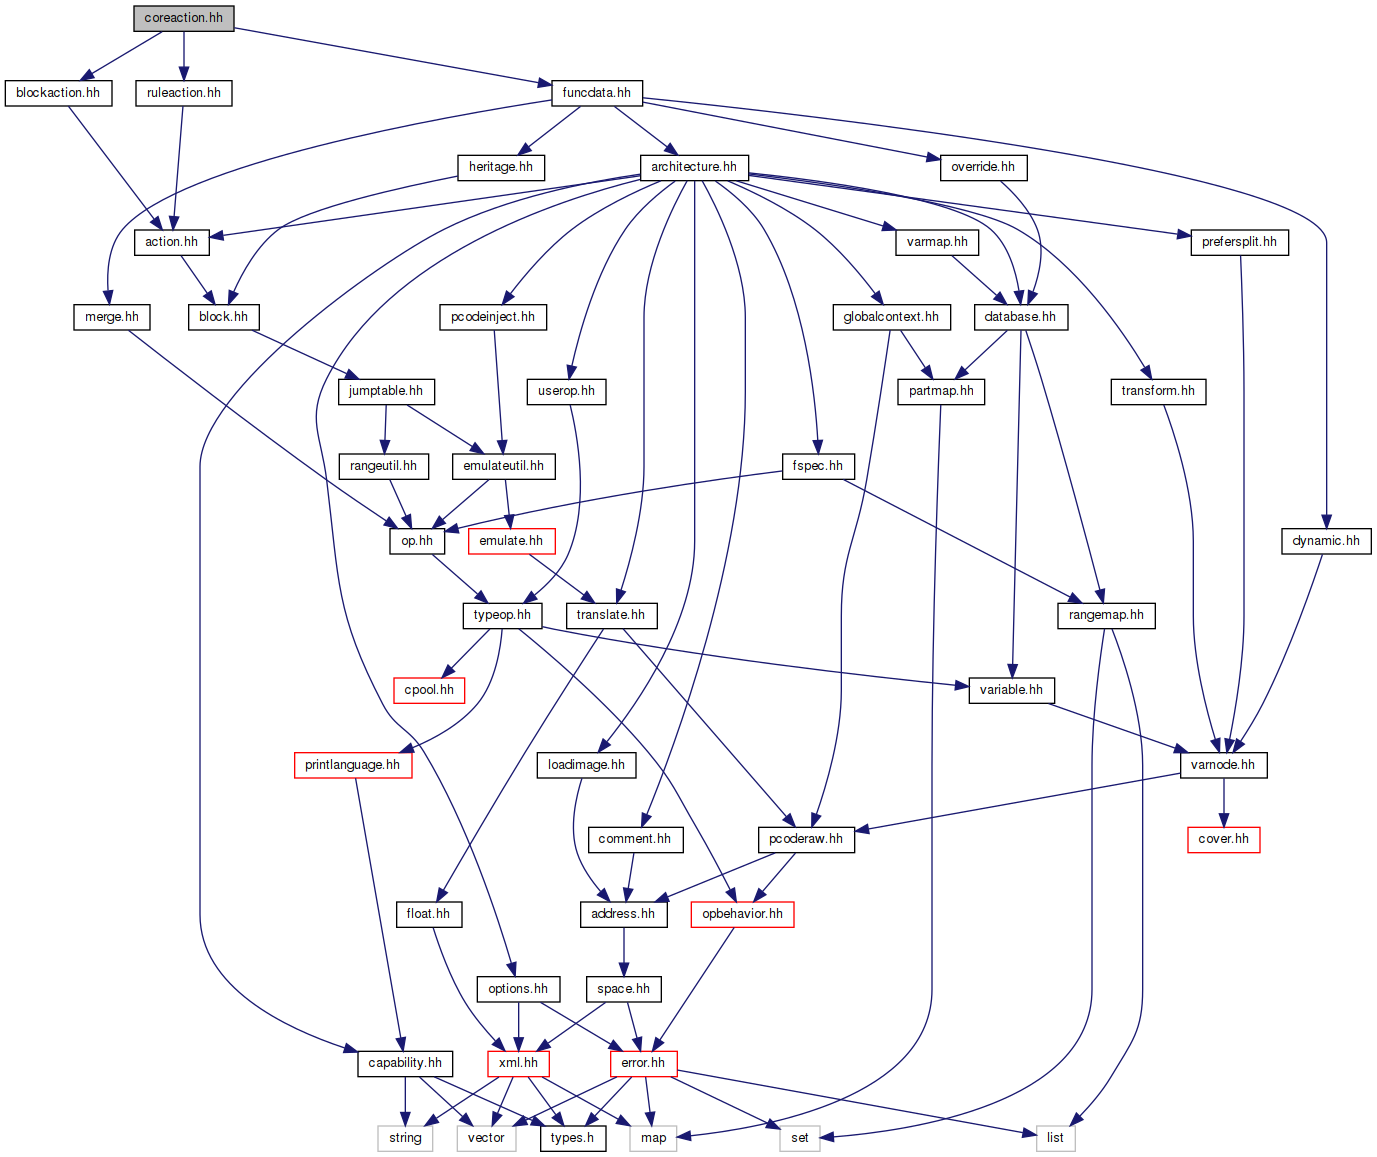 coreaction.hh
blockaction.hh
ruleaction.hh
funcdata.hh
heritage.hh
architecture.hh
override.hh
action.hh
varmap.hh
prefersplit.hh
merge.hh
block.hh
pcodeinject.hh
globalcontext.hh
database.hh
jumptable.hh
userop.hh
partmap.hh
transform.hh
rangeutil.hh
emulateutil.hh
fspec.hh
op.hh
emulate.hh
dynamic.hh
typeop.hh
translate.hh
rangemap.hh
cpool.hh
variable.hh
printlanguage.hh
loadimage.hh
varnode.hh
comment.hh
pcoderaw.hh
cover.hh
float.hh
address.hh
opbehavior.hh
options.hh
space.hh
capability.hh
xml.hh
error.hh
string
vector
types.h
map
set
list